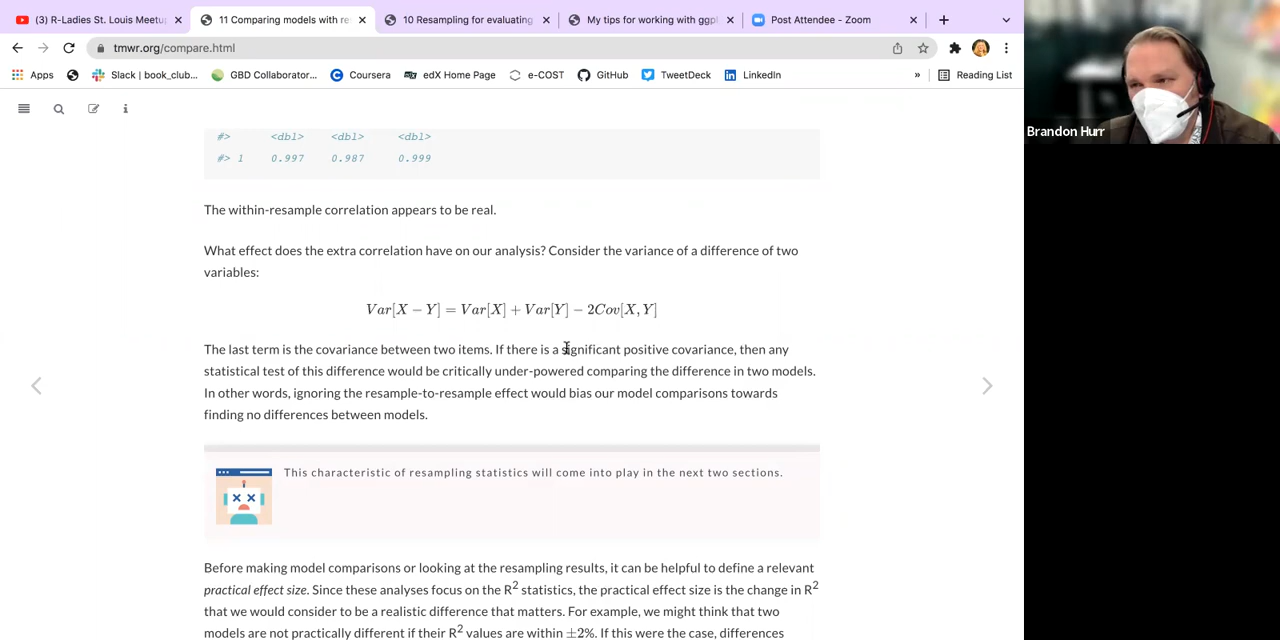 (3) R-Ladies St. Louis Meetu
11 Comparing models with re
10 Resampling for evaluating
My tips for working with ggpl
Post Attendee - Zoom
tmwr.org/compare.html
Apps
Slack | book_club...
GBD Collaborator...
Coursera
edX Home Page
e-COST
GitHub
TweetDeck
LinkedIn
»
Reading List
Brandon Hurr
#> <dbl> <dbl> <dbl>
#> 1 0.997 0.987 0.999
The within-resample correlation appears to be real.
What effect does the extra correlation have on our analysis? Consider the variance of a difference of two
variables:
Var[X − Y] = Var[X] + Var[Y] − 2Cov[X, Y]
The last term is the covariance between two items. If there is a significant positive covariance, then any
statistical test of this difference would be critically under-powered comparing the difference in two models.
In other words, ignoring the resample-to-resample effect would bias our model comparisons towards
finding no differences between models.
This characteristic of resampling statistics will come into play in the next two sections.
Before making model comparisons or looking at the resampling results, it can be helpful to define a relevant
practical effect size. Since these analyses focus on the R² statistics, the practical effect size is the change in R²
that we would consider to be a realistic difference that matters. For example, we might think that two
models are not practically different if their R² values are within ±2%. If this were the case, differences